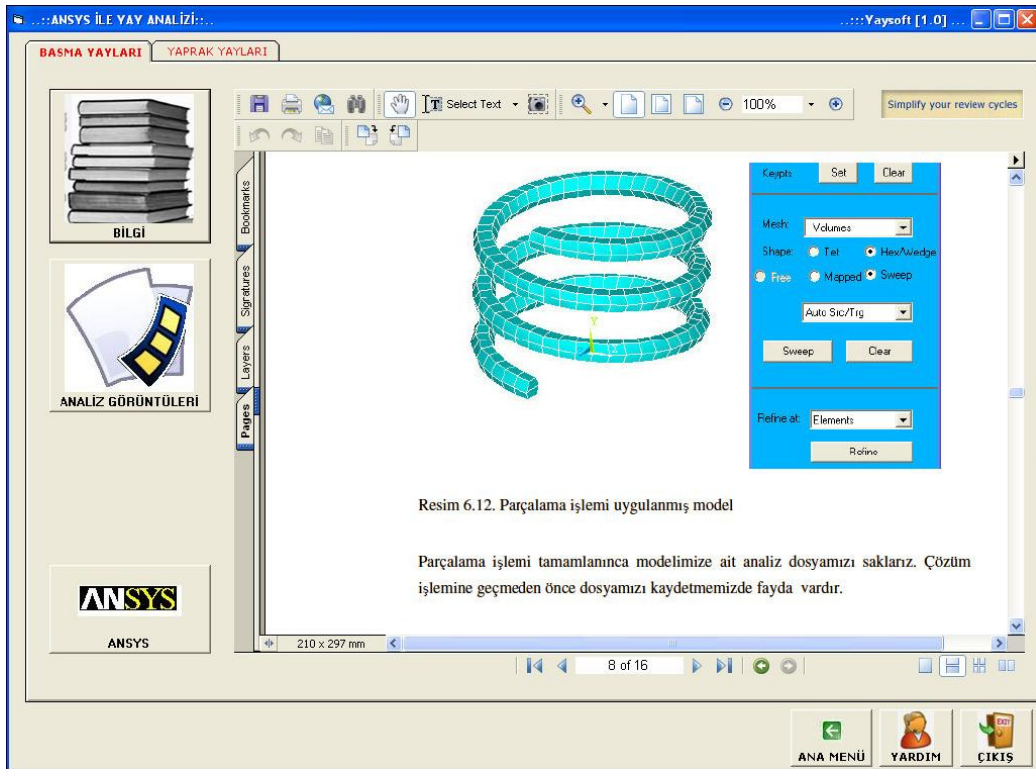 ..::ANSYS İLE YAY ANALİZİ::..
..:::Yaysoft [1.0] ...
BASMA YAYLARI
YAPRAK YAYLARI
BİLGİ
ANALİZ GÖRÜNTÜLERİ
ANSYS
ANSYS
Select Text
100%
Simplify your review cycles
Bookmarks
Signatures
Layers
Pages
Y
X
Keypts:
Set
Clear
Mesh:
Volumes
Shape:
Tet
Hex/Wedge
Free
Mapped
Sweep
Auto Src/Trg
Sweep
Clear
Refine at:
Elements
Refine
Resim 6.12. Parçalama işlemi uygulanmış model
Parçalama işlemi tamamlanınca modelimize ait analiz dosyamızı saklarız. Çözüm
işlemine geçmeden önce dosyamızı kaydetmemizde fayda vardır.
210 x 297 mm
8 of 16
ANA MENÜ
YARDIM
EXIT
ÇIKIŞ